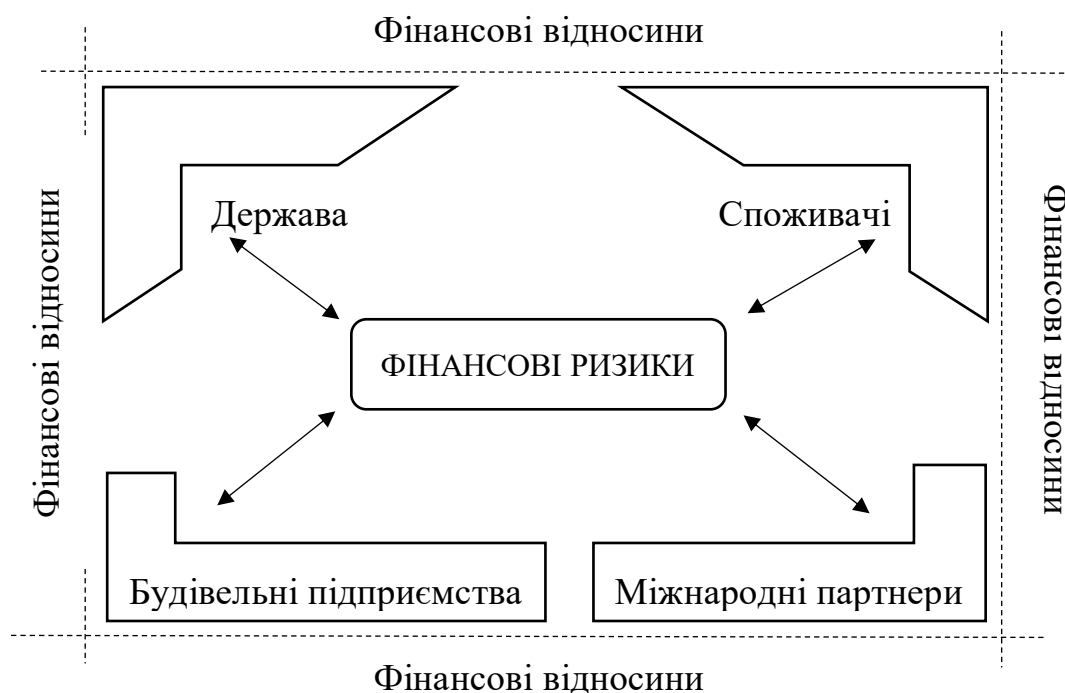 Фінансові відносини
Держава
Споживачі
Фінансові відносини
Фінансові відносини
ФІНАНСОВІ РИЗИКИ
Будівельні підприємства
Міжнародні партнери
Фінансові відносини